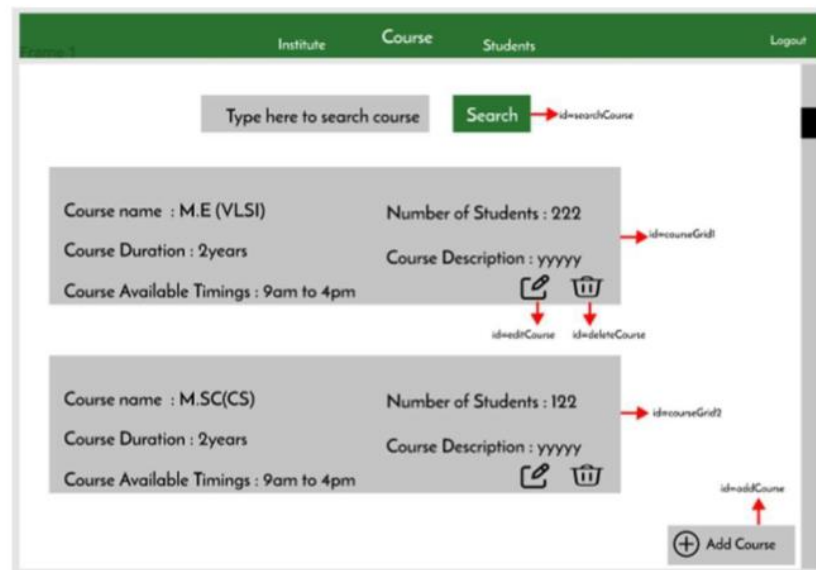 Frame 1
Institute
Course
Students
Logout
Type here to search course
Search
id=searchCourse
Course name : M.E (VLSI)
Number of Students : 222
id=courseGrid1
Course Duration : 2years
Course Description : yyyyy
Course Available Timings : 9am to 4pm
id=editCourse
id=deleteCourse
Course name : M.SC(CS)
Number of Students : 122
id=courseGrid2
Course Duration : 2years
Course Description : yyyyy
Course Available Timings : 9am to 4pm
id=addCourse
Add Course